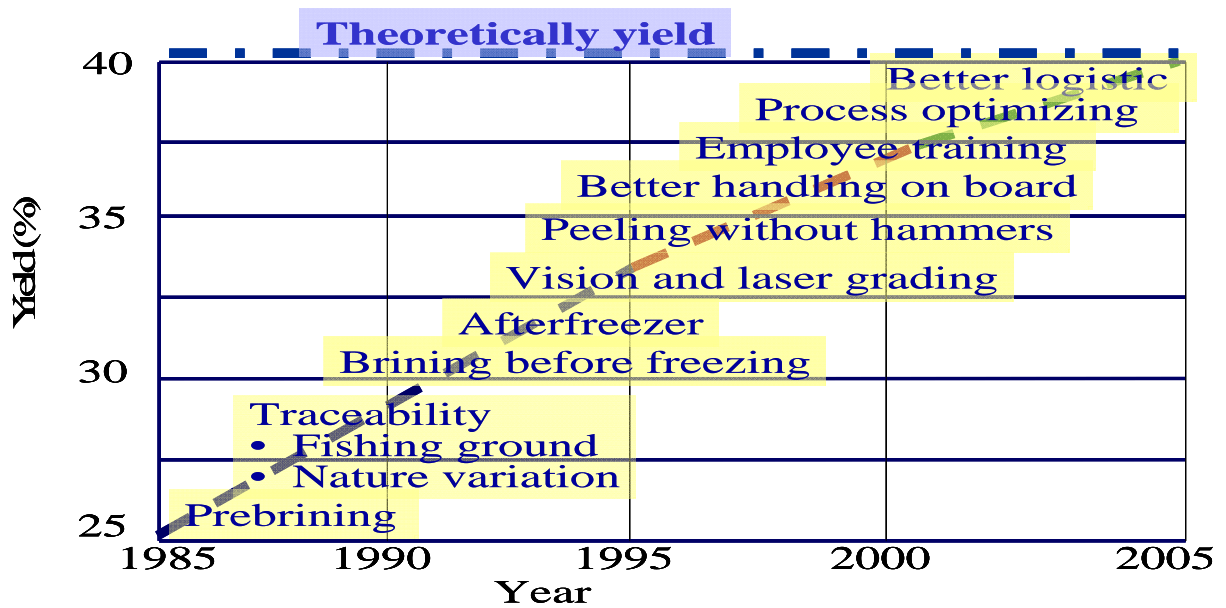 Theoretically yield
40
Better logistic
Process optimizing
Employee training
Better handling on board
35
Peeling without hammers
Vision and laser grading
Afterfreezer
Brining before freezing
30
Traceability
• Fishing ground
• Nature variation
Prebrining
25
Yield (%)
1985 1990 1995 2000 2005
Year